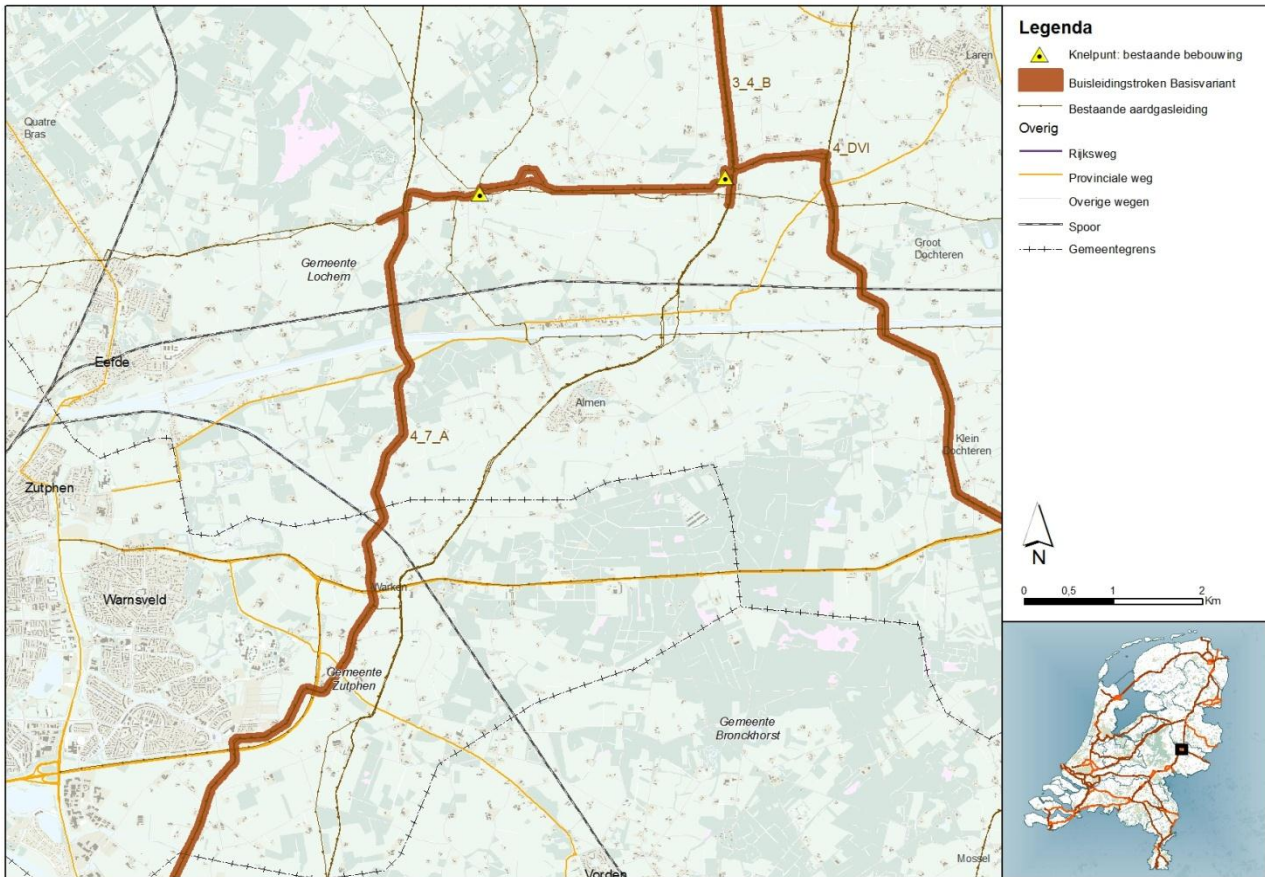 Laren
3_4_B
Quatre
Bras
4_DVI
Groot
Dochteren
Gemeente
Lochem
Eefde
Almen
4_7_A
Klein
Dochteren
Zutphen
Warken
Warnsveld
Gemeente
Zutphen
Gemeente
Bronckhorst
Mossel
Vorden
Legenda
Knelpunt: bestaande bebouwing
Buisleidingstroken Basisvariant
Bestaande aardgasleiding
Overig
Rijksweg
Provinciale weg
Overige wegen
Spoor
Gemeentegrens
N
0 0,5 1 2
Km